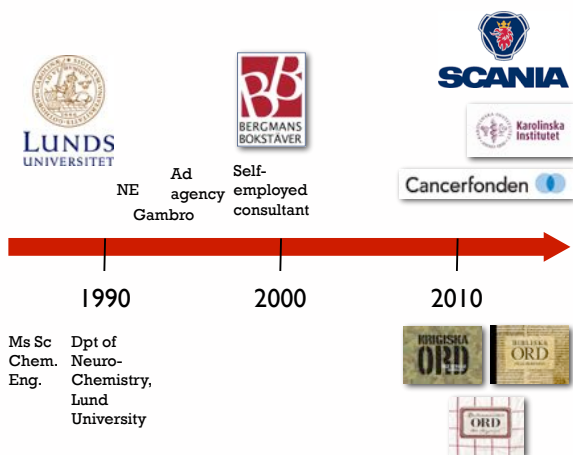 SCANIA
LUNDS
UNIVERSITET
BB
BERGMANS
BOKSTÄVER
Karolinska
Institutet
Cancerfonden
NE
Ad
agency
Gambro
Self-
employed
consultant
1990
2000
2010
Ms Sc
Chem.
Eng.
Dpt of
Neuro-
Chemistry,
Lund
University
KRIGISKA
ORD
BIBLISKA
ORD
ORD